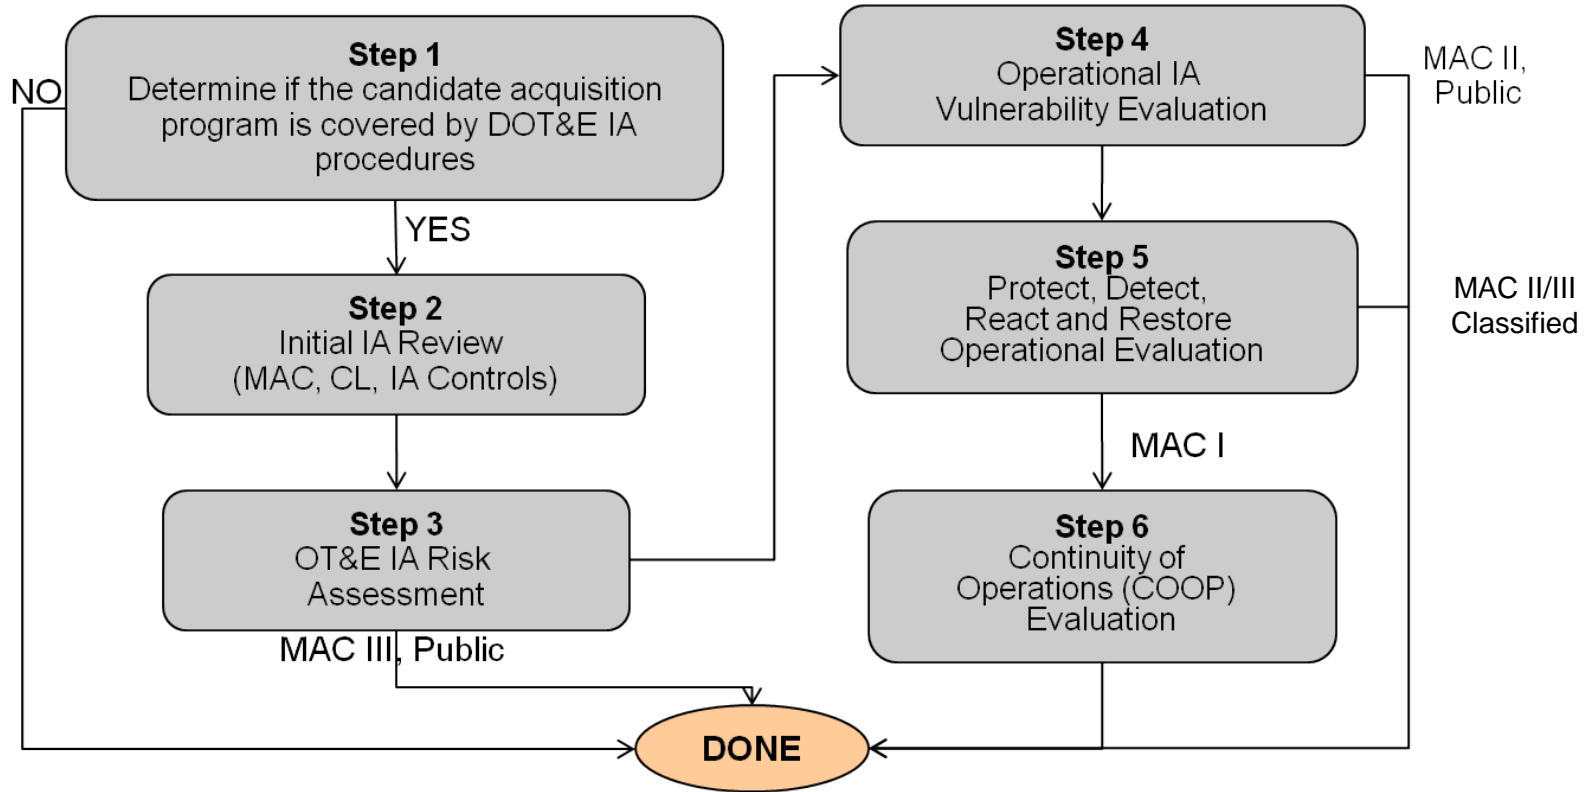 Step 1
Determine if the candidate acquisition
program is covered by DOT&E IA
procedures
NO
YES
Step 2
Initial IA Review
(MAC, CL, IA Controls)
Step 3
OT&E IA Risk
Assessment
MAC III, Public
Step 4
Operational IA
Vulnerability Evaluation
MAC II,
Public
Step 5
Protect, Detect,
React and Restore
Operational Evaluation
MAC II/III
Classified
MAC I
Step 6
Continuity of
Operations (COOP)
Evaluation
DONE